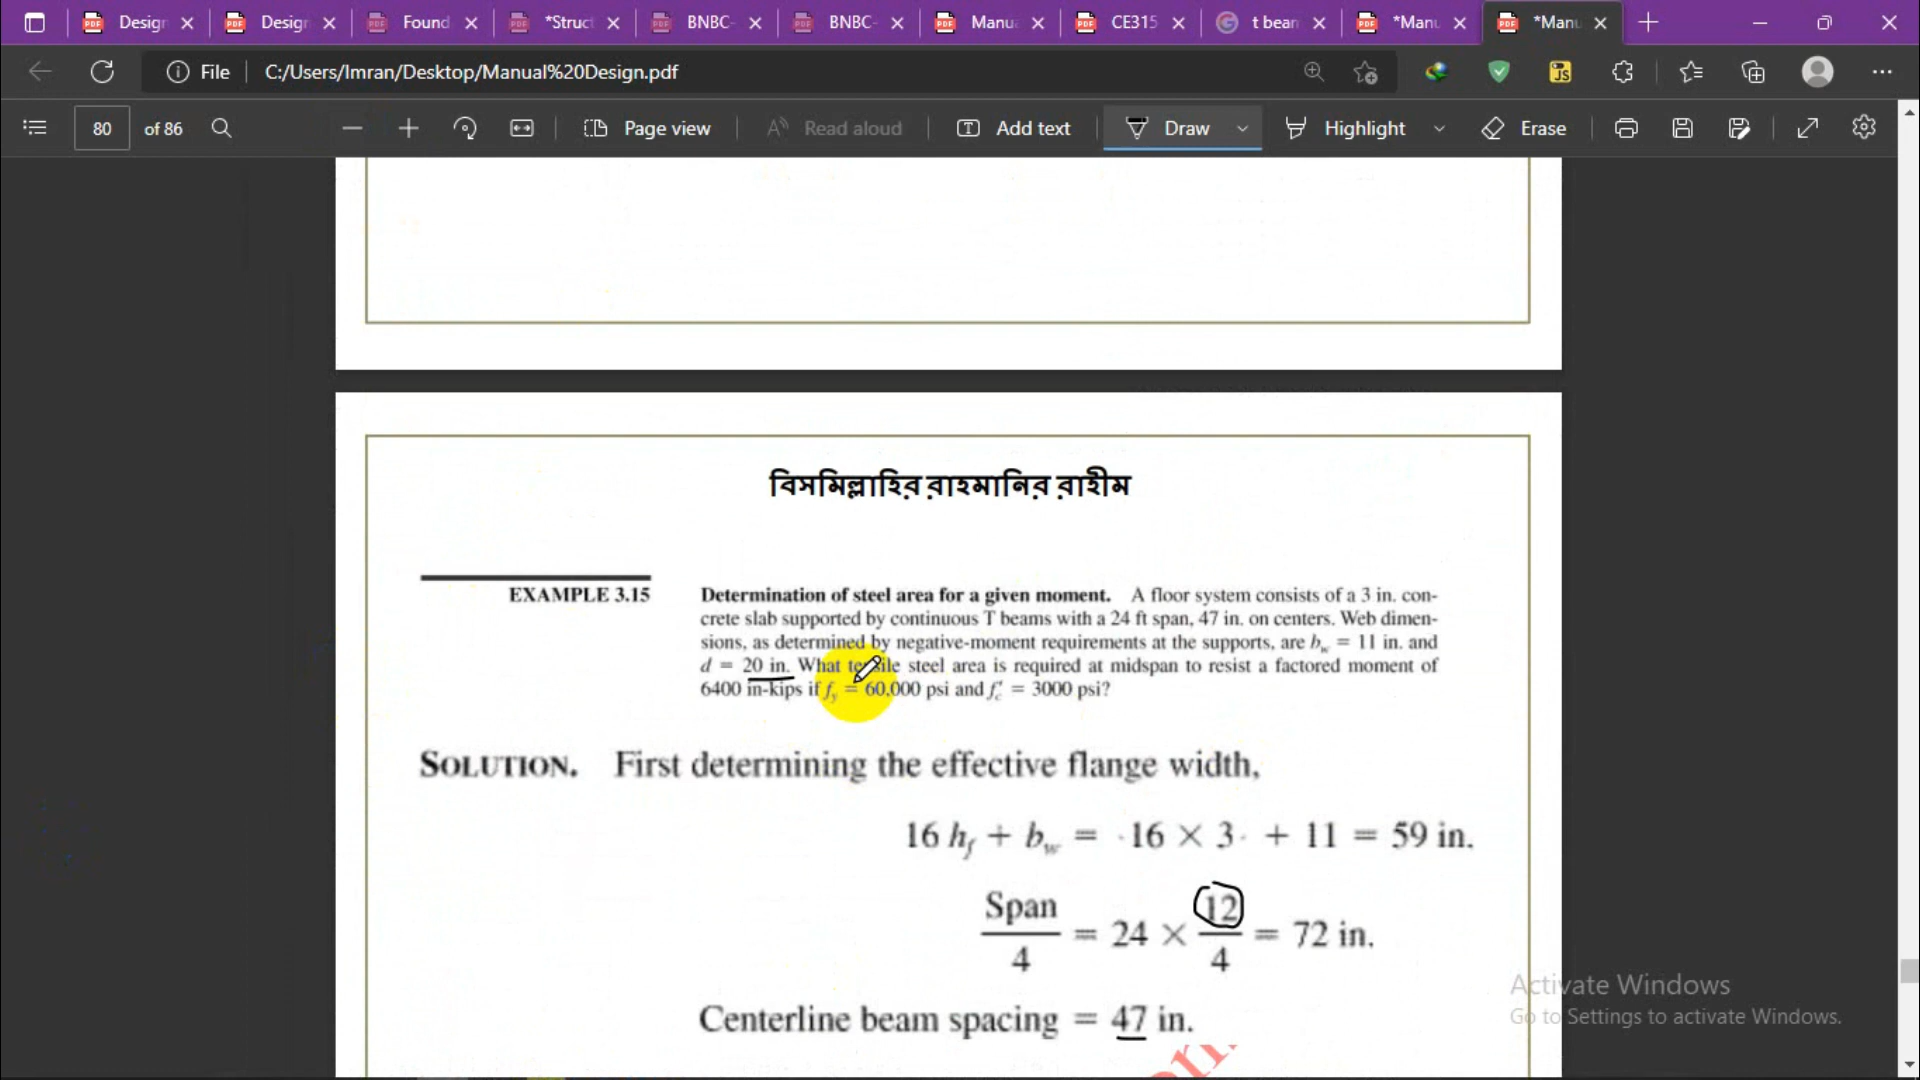 Design
Design
Found
*Struct
BNBC-
BNBC-
Manu
CE315
t bean
*Manu
*Manu
File
C:/Users/Imran/Desktop/Manual%20Design.pdf
80 of 86
Page view
Read aloud
Add text
Draw
Highlight
Erase
বিসমিল্লাহির রাহমানির রাহীম
EXAMPLE 3.15
Determination of steel area for a given moment. A floor system consists of a 3 in. con-
crete slab supported by continuous T beams with a 24 ft span, 47 in. on centers. Web dimen-
sions, as determined by negative-moment requirements at the supports, are b_w = 11 in. and
d = 20 in. What tensile steel area is required at midspan to resist a factored moment of
6400 in-kips if f_y = 60,000 psi and f'_c = 3000 psi?
SOLUTION. First determining the effective flange width,
16 h_f + b_w = 16 × 3 + 11 = 59 in.
Span/4 = 24 × 12/4 = 72 in.
Centerline beam spacing = 47 in.
Activate Windows
Go to Settings to activate Windows.